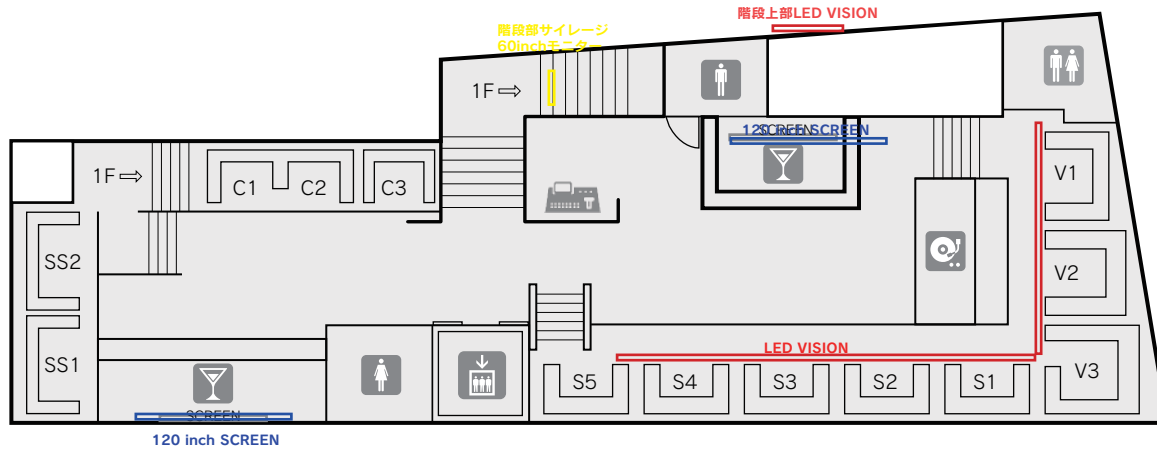 階段上部LED VISION
階段部サイレージ
60inchモニター
1F⇨
SCREEN
120 inch SCREEN
1F⇨
C1
C2
C3
V1
SS2
V2
LED VISION
SS1
S5
S4
S3
S2
S1
V3
SCREEN
120 inch SCREEN